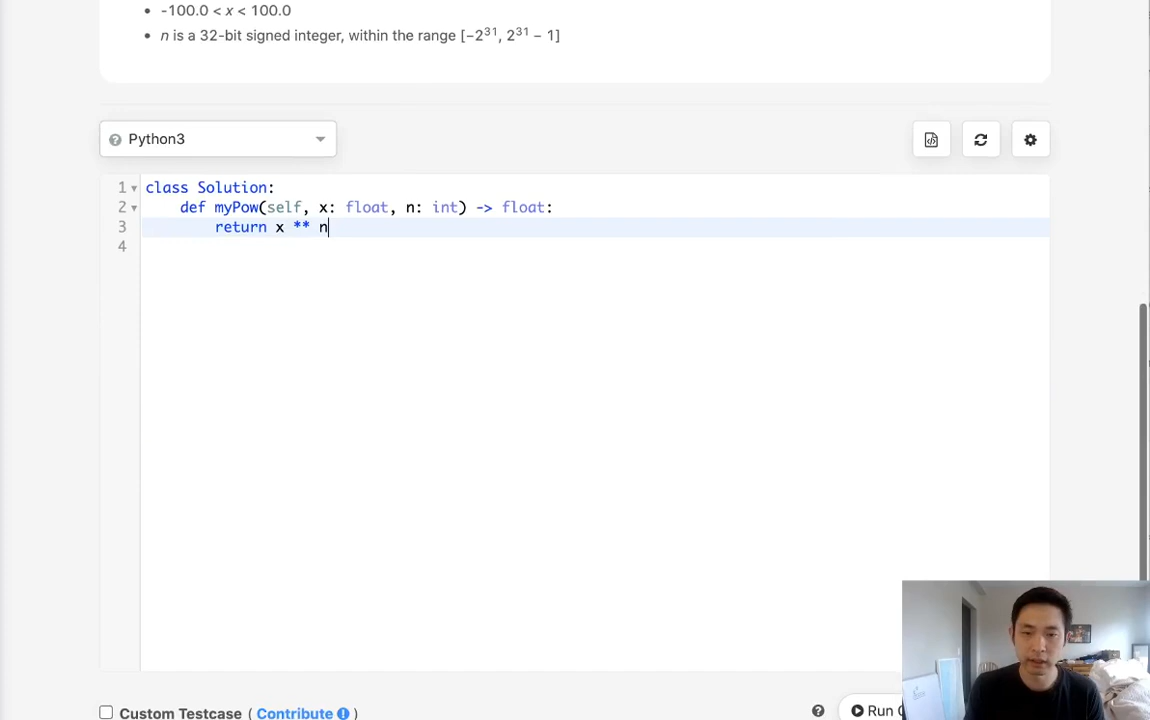 • -100.0 < x < 100.0
• n is a 32-bit signed integer, within the range [−2³¹, 2³¹ − 1]
Python3
1 class Solution:
2 def myPow(self, x: float, n: int) -> float:
3 return x ** n
4
Custom Testcase ( Contribute )
Run